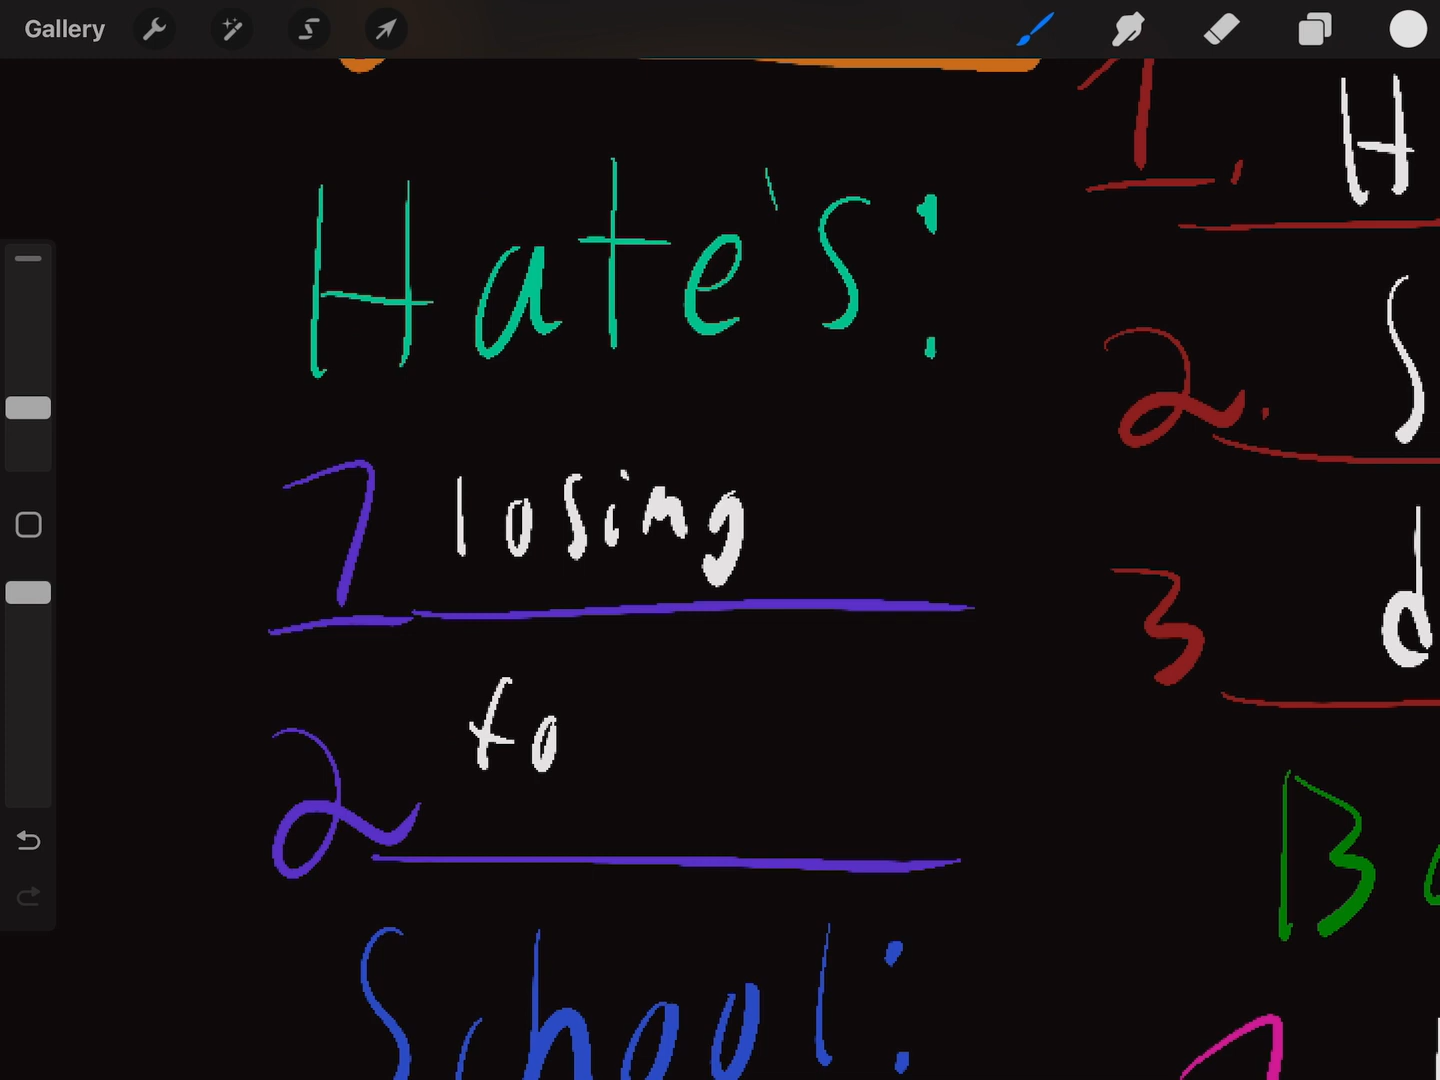 Gallery
Hate's:
1 losing
2 to
School:
1. H
2. S
3 d
B